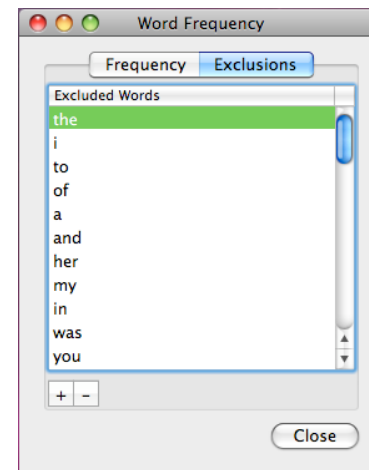 Word Frequency
Frequency Exclusions
Excluded Words
the
i
to
of
a
and
her
my
in
was
you
+ -
Close